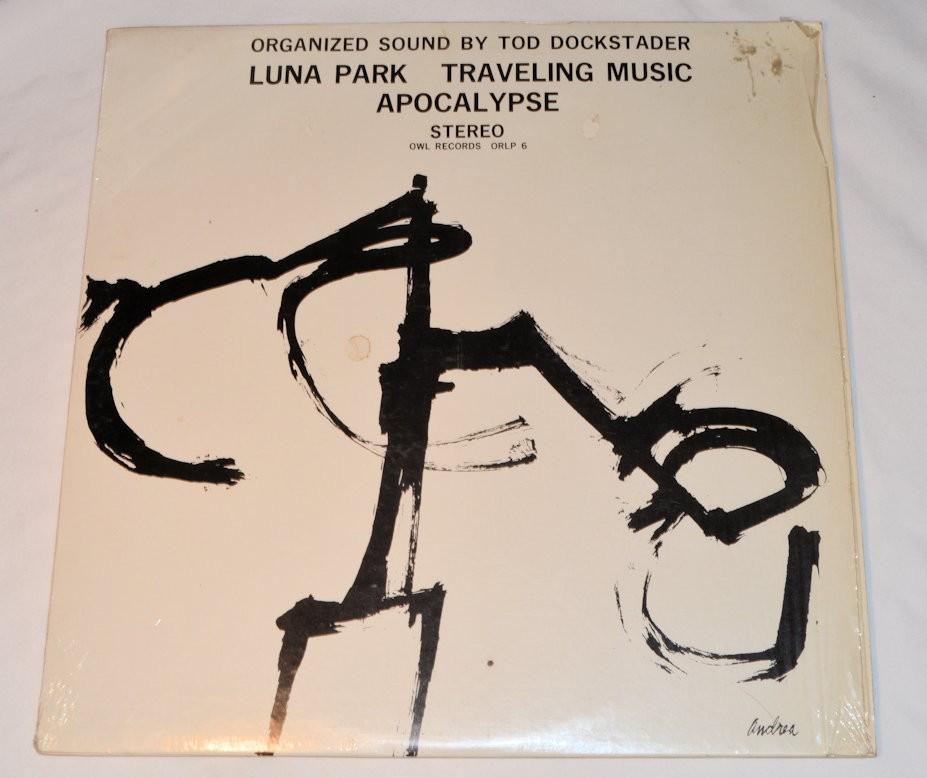 ORGANIZED SOUND BY TOD DOCKSTADER
LUNA PARK TRAVELING MUSIC
APOCALYPSE
STEREO
OWL RECORDS ORLP 6
andrea